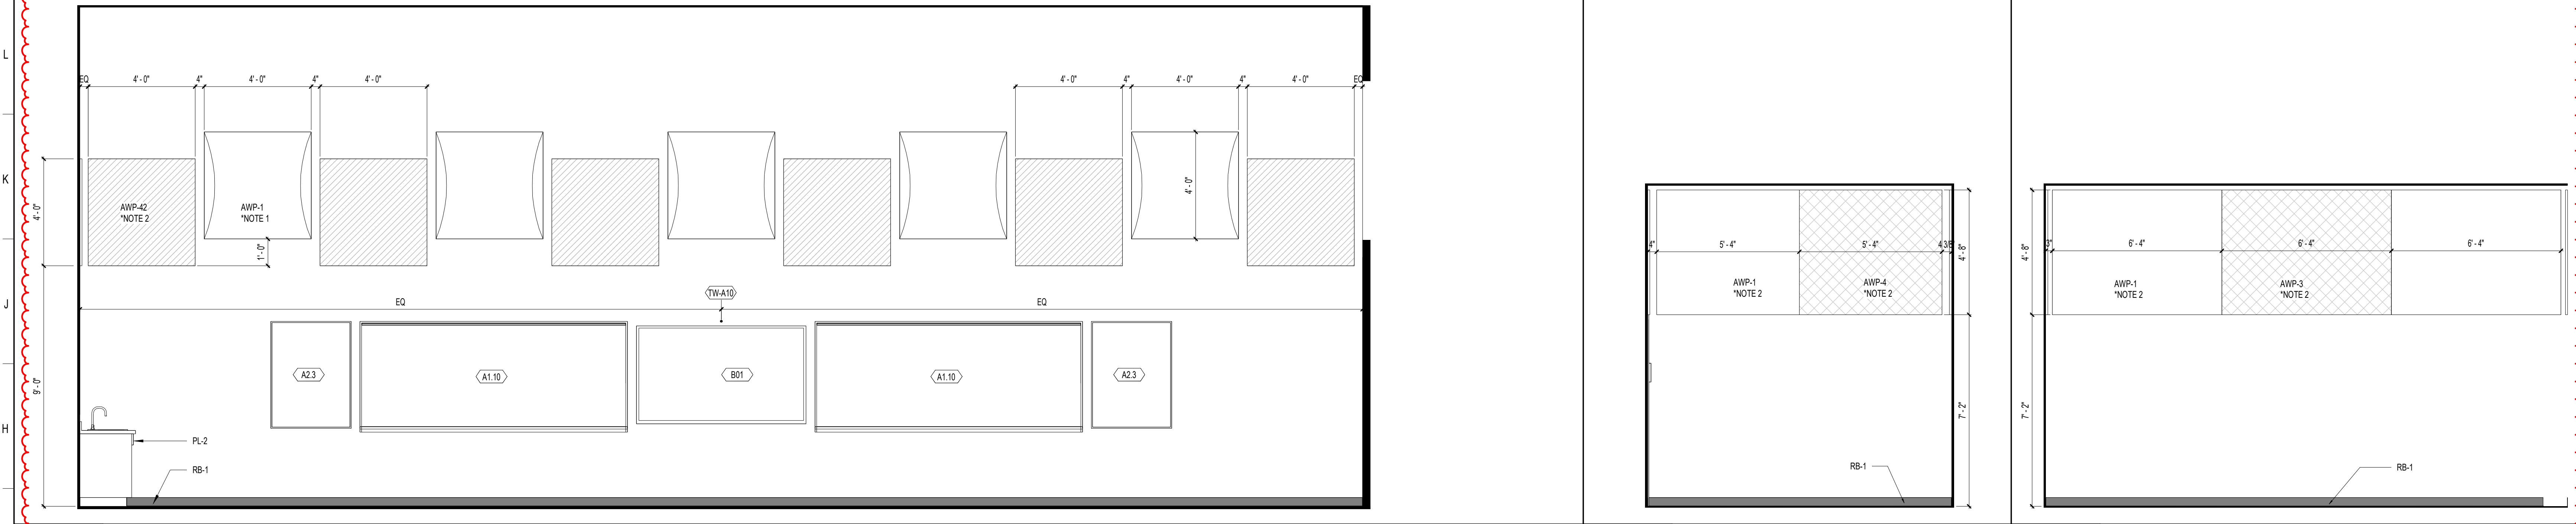 L
K
J
H
EQ 4' - 0" 4" 4' - 0" 4" 4' - 0"
4' - 0" 4" 4' - 0" 4" 4' - 0" EQ
4' - 0"
AWP-42
*NOTE 2
AWP-1
*NOTE 1
1' - 0"
4' - 0"
TW-A10
EQ
EQ
9' - 0"
A2.3
A1.10
B01
A1.10
A2.3
PL-2
RB-1
4" 5' - 4" 5' - 4" 4 3/8"
AWP-1
*NOTE 2
AWP-4
*NOTE 2
4' - 8"
7' - 2"
RB-1
4' - 8"
3" 6' - 4" 6' - 4" 6' - 4"
AWP-1
*NOTE 2
AWP-3
*NOTE 2
7' - 2"
RB-1